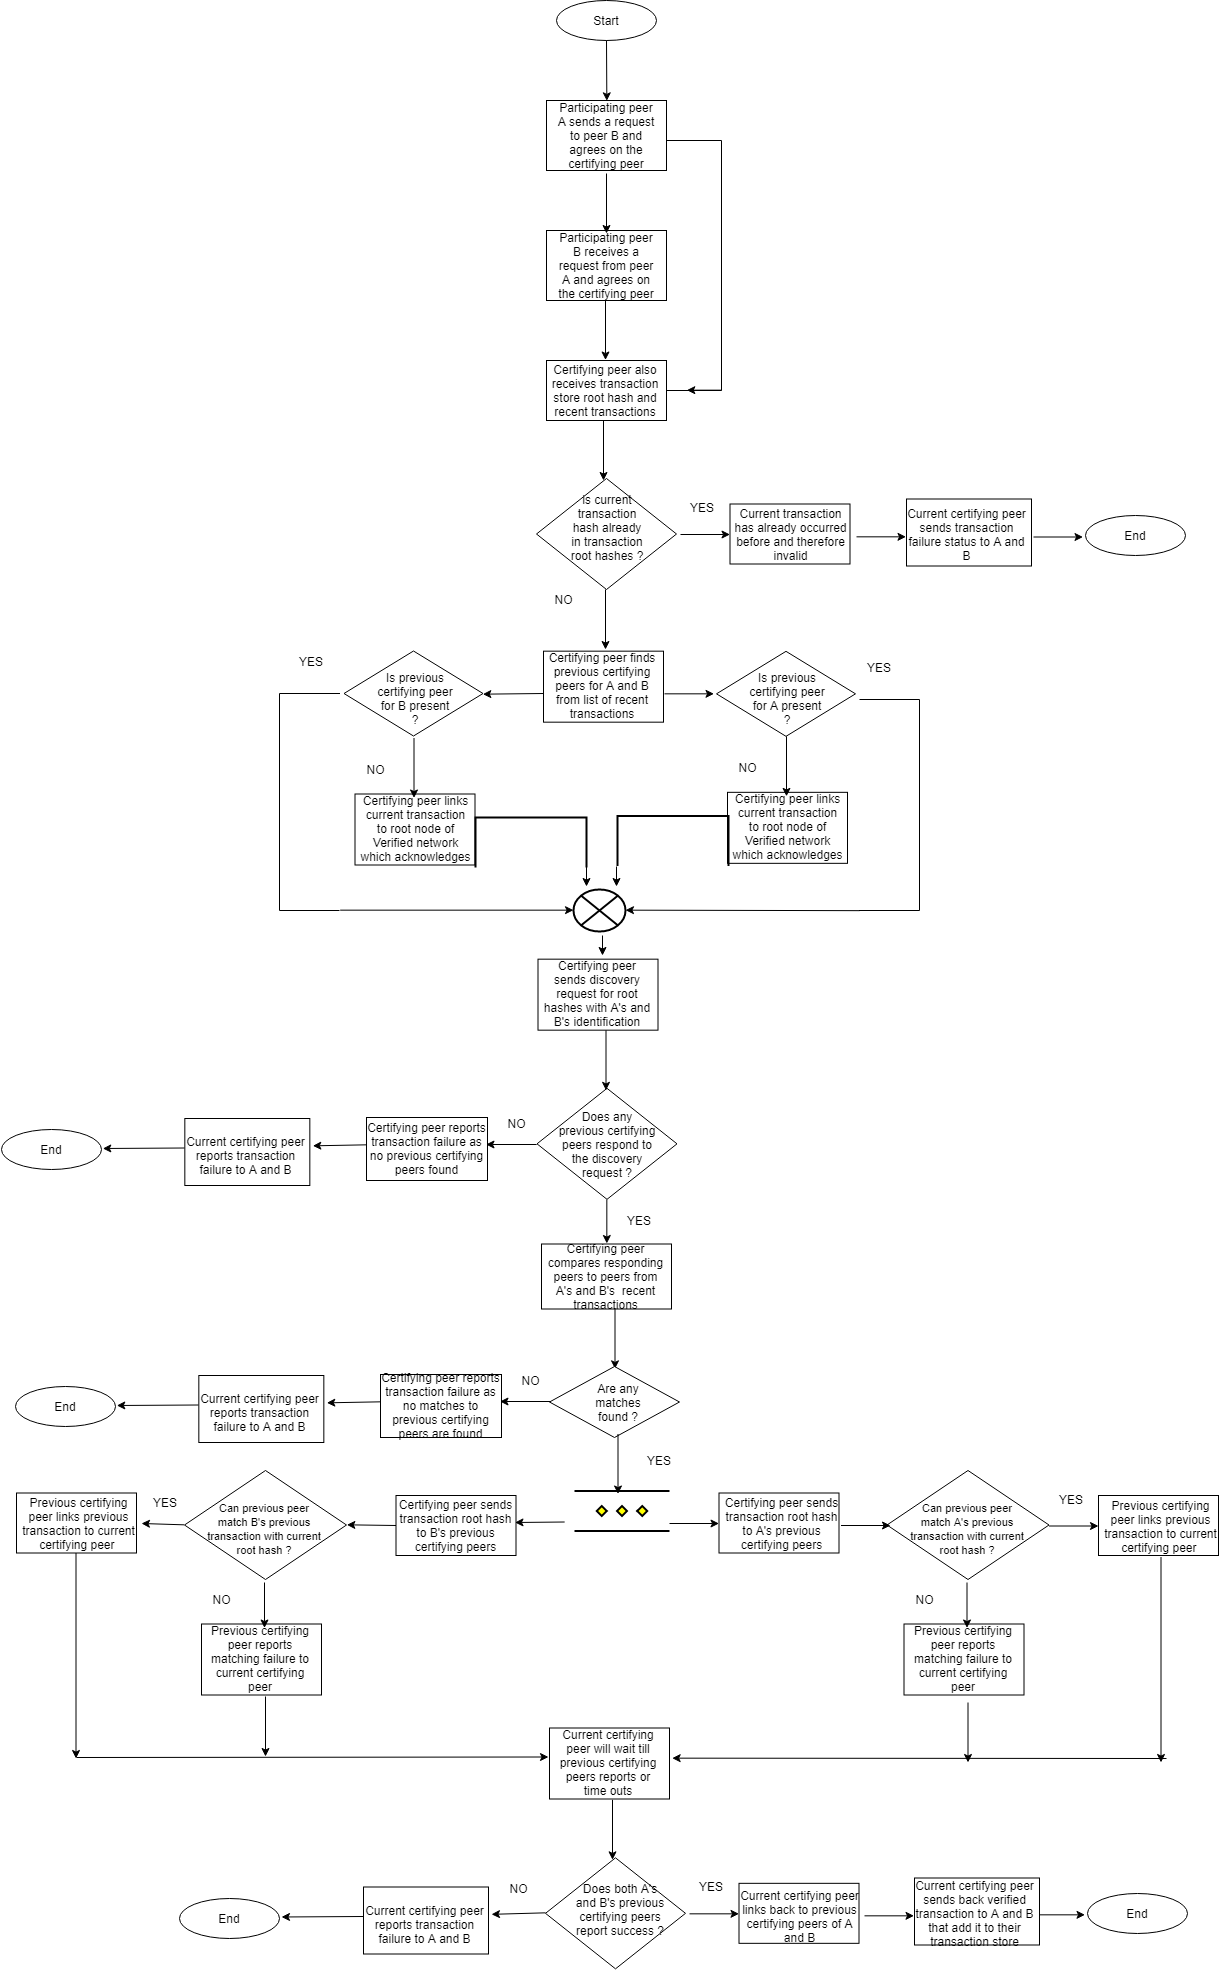 Start
Participating peer
A sends a request
to peer B and
agrees on the
certifying peer
Participating peer
B receives a
request from peer
A and agrees on
the certifying peer
Certifying peer also
receives transaction
store root hash and
recent transactions
Is current
transaction
hash already
in transaction
root hashes ?
YES
Current transaction
has already occurred
before and therefore
invalid
Current certifying peer
sends transaction
failure status to A and
B
End
NO
Certifying peer finds
previous certifying
peers for A and B
from list of recent
transactions
YES
Is previous
certifying peer
for B present
?
Is previous
certifying peer
for A present
?
YES
NO
NO
Certifying peer links
current transaction
to root node of
Verified network
which acknowledges
Certifying peer links
current transaction
to root node of
Verified network
which acknowledges
Certifying peer
sends discovery
request for root
hashes with A's and
B's identification
Does any
previous certifying
peers respond to
the discovery
request ?
NO
Certifying peer reports
transaction failure as
no previous certifying
peers found
Current certifying peer
reports transaction
failure to A and B
End
YES
Certifying peer
compares responding
peers to peers from
A's and B's  recent
transactions
Are any
matches
found ?
NO
Certifying peer reports
transaction failure as
no matches to
previous certifying
peers are found
Current certifying peer
reports transaction
failure to A and B
End
YES
Certifying peer sends
transaction root hash
to B's previous
certifying peers
Can previous peer
match B's previous
transaction with current
root hash ?
YES
Previous certifying
peer links previous
transaction to current
certifying peer
NO
Previous certifying
peer reports
matching failure to
current certifying
peer
Certifying peer sends
transaction root hash
to A's previous
certifying peers
Can previous peer
match A's previous
transaction with current
root hash ?
YES
Previous certifying
peer links previous
transaction to current
certifying peer
NO
Previous certifying
peer reports
matching failure to
current certifying
peer
Current certifying
peer will wait till
previous certifying
peers reports or
time outs
Does both A's
and B's previous
certifying peers
report success ?
NO
Current certifying peer
reports transaction
failure to A and B
End
YES
Current certifying peer
links back to previous
certifying peers of A
and B
Current certifying peer
sends back verified
transaction to A and B
that add it to their
transaction store
End